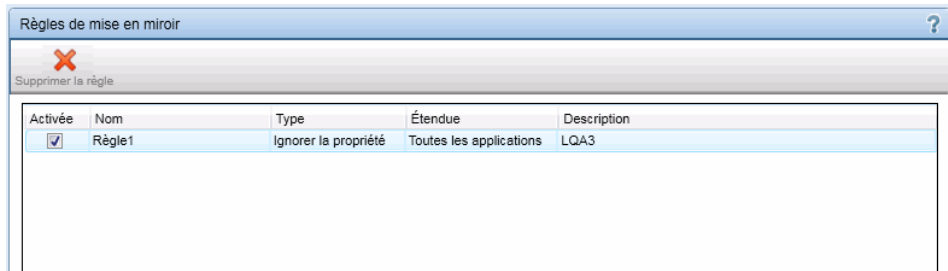 Règles de mise en miroir
?
Supprimer la règle
Activée Nom Type Étendue Description
Règle1 Ignorer la propriété Toutes les applications LQA3